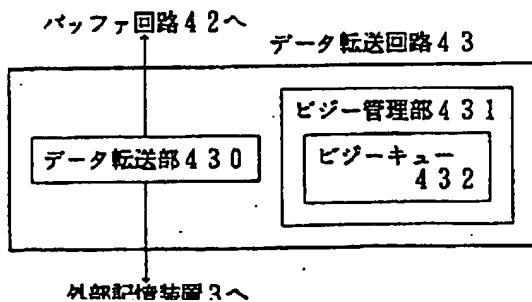 バッファ回路42へ
データ転送回路43
ビジー管理部431
データ転送部430
ビジーキュー
432
外部記憶装置3へ